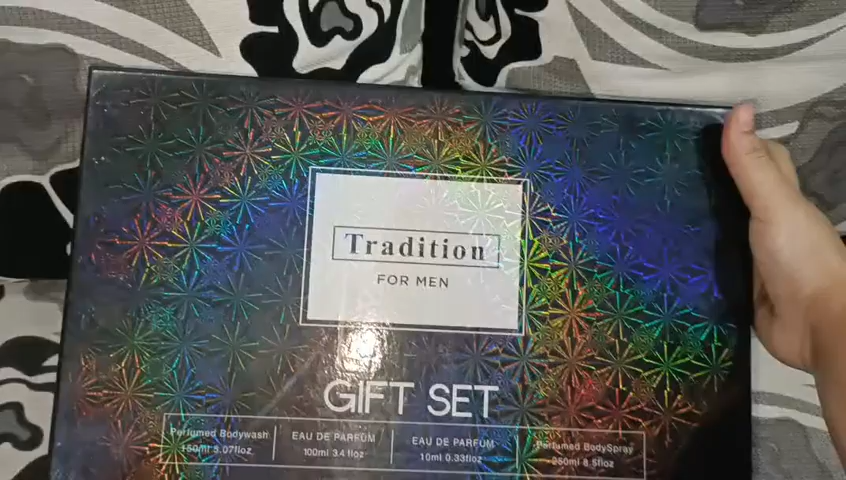 Tradition
FOR MEN
GIFT SET
Perfumed Bodywash
150ml 5.07floz
EAU DE PARFUM
100ml 3.4 floz
EAU DE PARFUM
10ml 0.33floz
Perfumed BodySpray
250ml 8.5floz